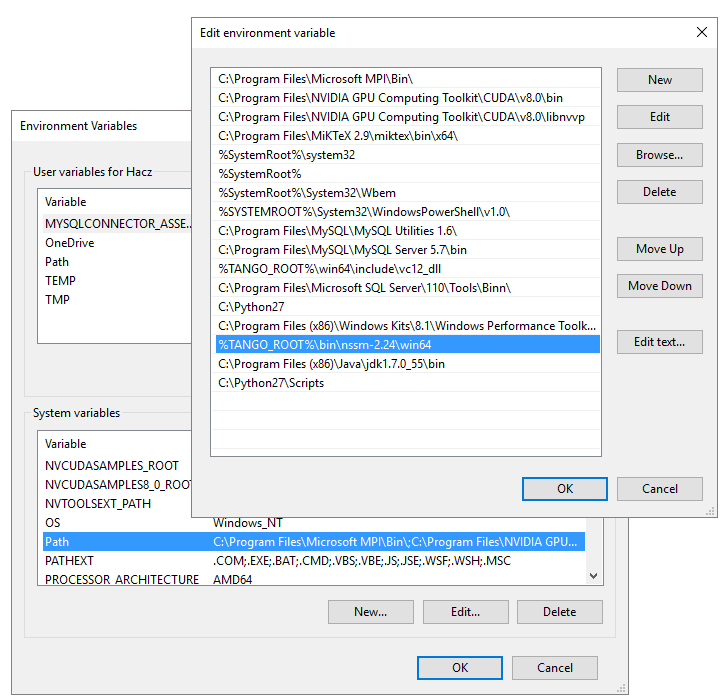 Edit environment variable
C:\Program Files\Microsoft MPI\Bin\
C:\Program Files\NVIDIA GPU Computing Toolkit\CUDA\v8.0\bin
C:\Program Files\NVIDIA GPU Computing Toolkit\CUDA\v8.0\libnvvp
C:\Program Files\MiKTeX 2.9\miktex\bin\x64\
%SystemRoot%\system32
%SystemRoot%
%SystemRoot%\System32\Wbem
%SYSTEMROOT%\System32\WindowsPowerShell\v1.0\
C:\Program Files\MySQL\MySQL Utilities 1.6\
C:\Program Files\MySQL\MySQL Server 5.7\bin
%TANGO_ROOT%\win64\include\vc12_dll
C:\Program Files\Microsoft SQL Server\110\Tools\Binn\
C:\Python27
C:\Program Files (x86)\Windows Kits\8.1\Windows Performance Toolk...
%TANGO_ROOT%\bin\nssm-2.24\win64
C:\Program Files (x86)\Java\jdk1.7.0_55\bin
C:\Python27\Scripts
New
Edit
Browse...
Delete
Move Up
Move Down
Edit text...
OK
Cancel
Environment Variables
User variables for Hacz
Variable
MYSQLCONNECTOR_ASSE...
OneDrive
Path
TEMP
TMP
System variables
Variable
NVCUDASAMPLES_ROOT
NVCUDASAMPLES8_0_ROO
NVTOOLSEXT_PATH
OS Windows_NT
Path C:\Program Files\Microsoft MPI\Bin\;C:\Program Files\NVIDIA GPU...
PATHEXT .COM;.EXE;.BAT;.CMD;.VBS;.VBE;.JS;.JSE;.WSF;.WSH;.MSC
PROCESSOR_ARCHITECTURE AMD64
New...
Edit...
Delete
OK
Cancel